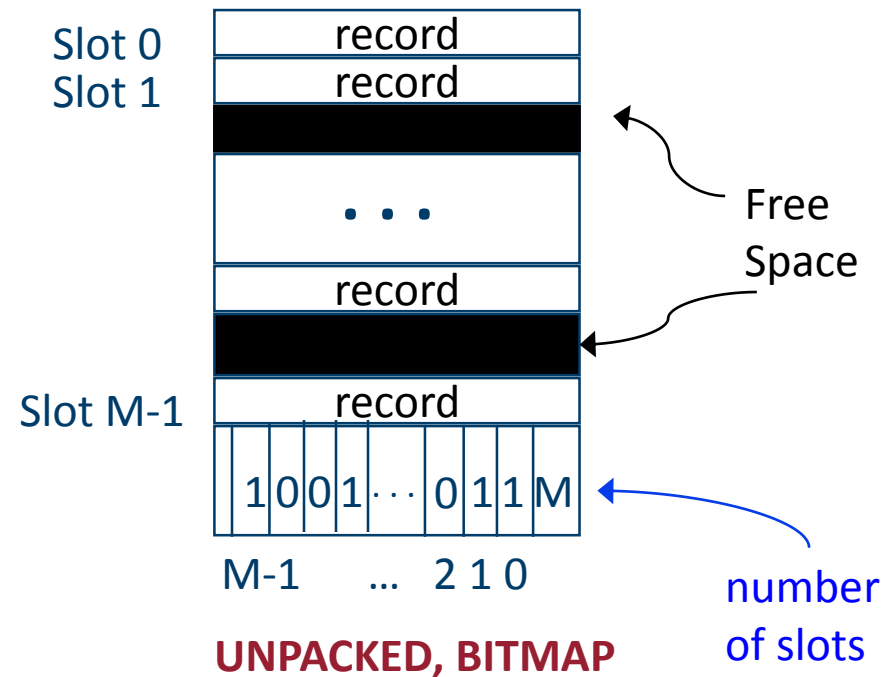 Slot 0
record
Slot 1
record
Free
Space
. . .
record
Slot M-1
record
1 0 0 1 ... 0 1 1 M
M-1 ... 2 1 0
number
of slots
UNPACKED, BITMAP